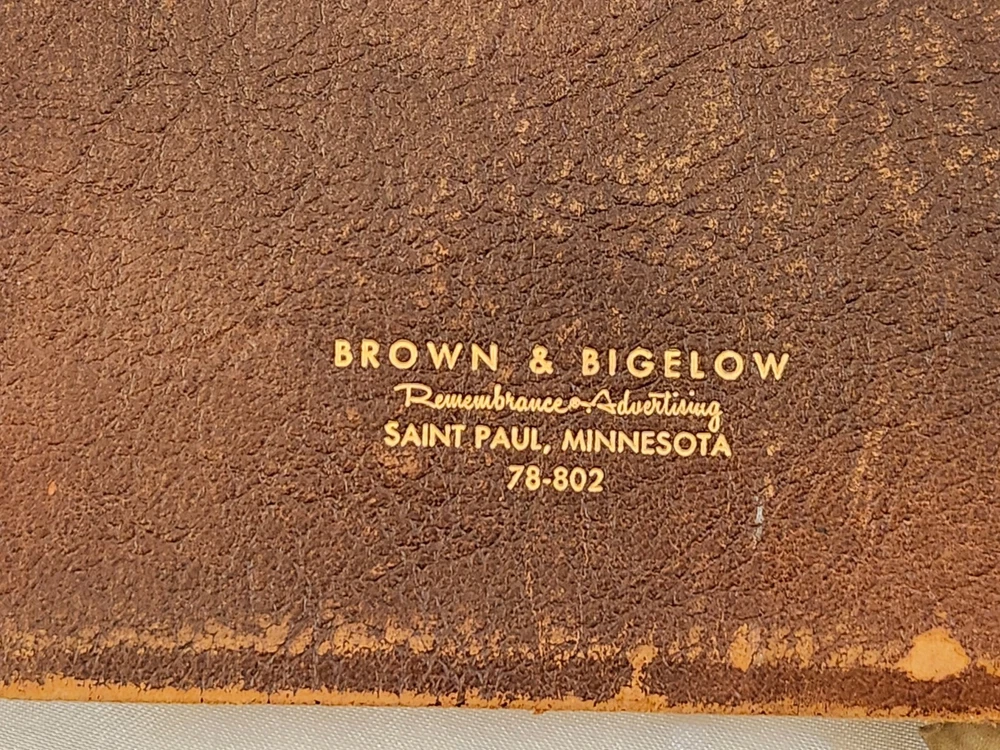 BROWN & BIGELOW
Remembrance Advertising
SAINT PAUL, MINNESOTA
78-802